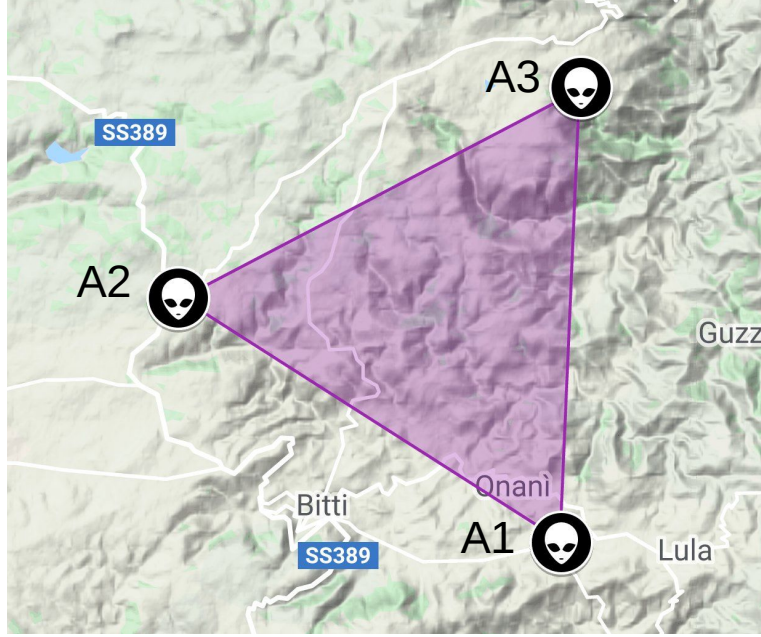 A3
SS389
A2
Guzz
Onanì
Bitti
A1
SS389
Lula